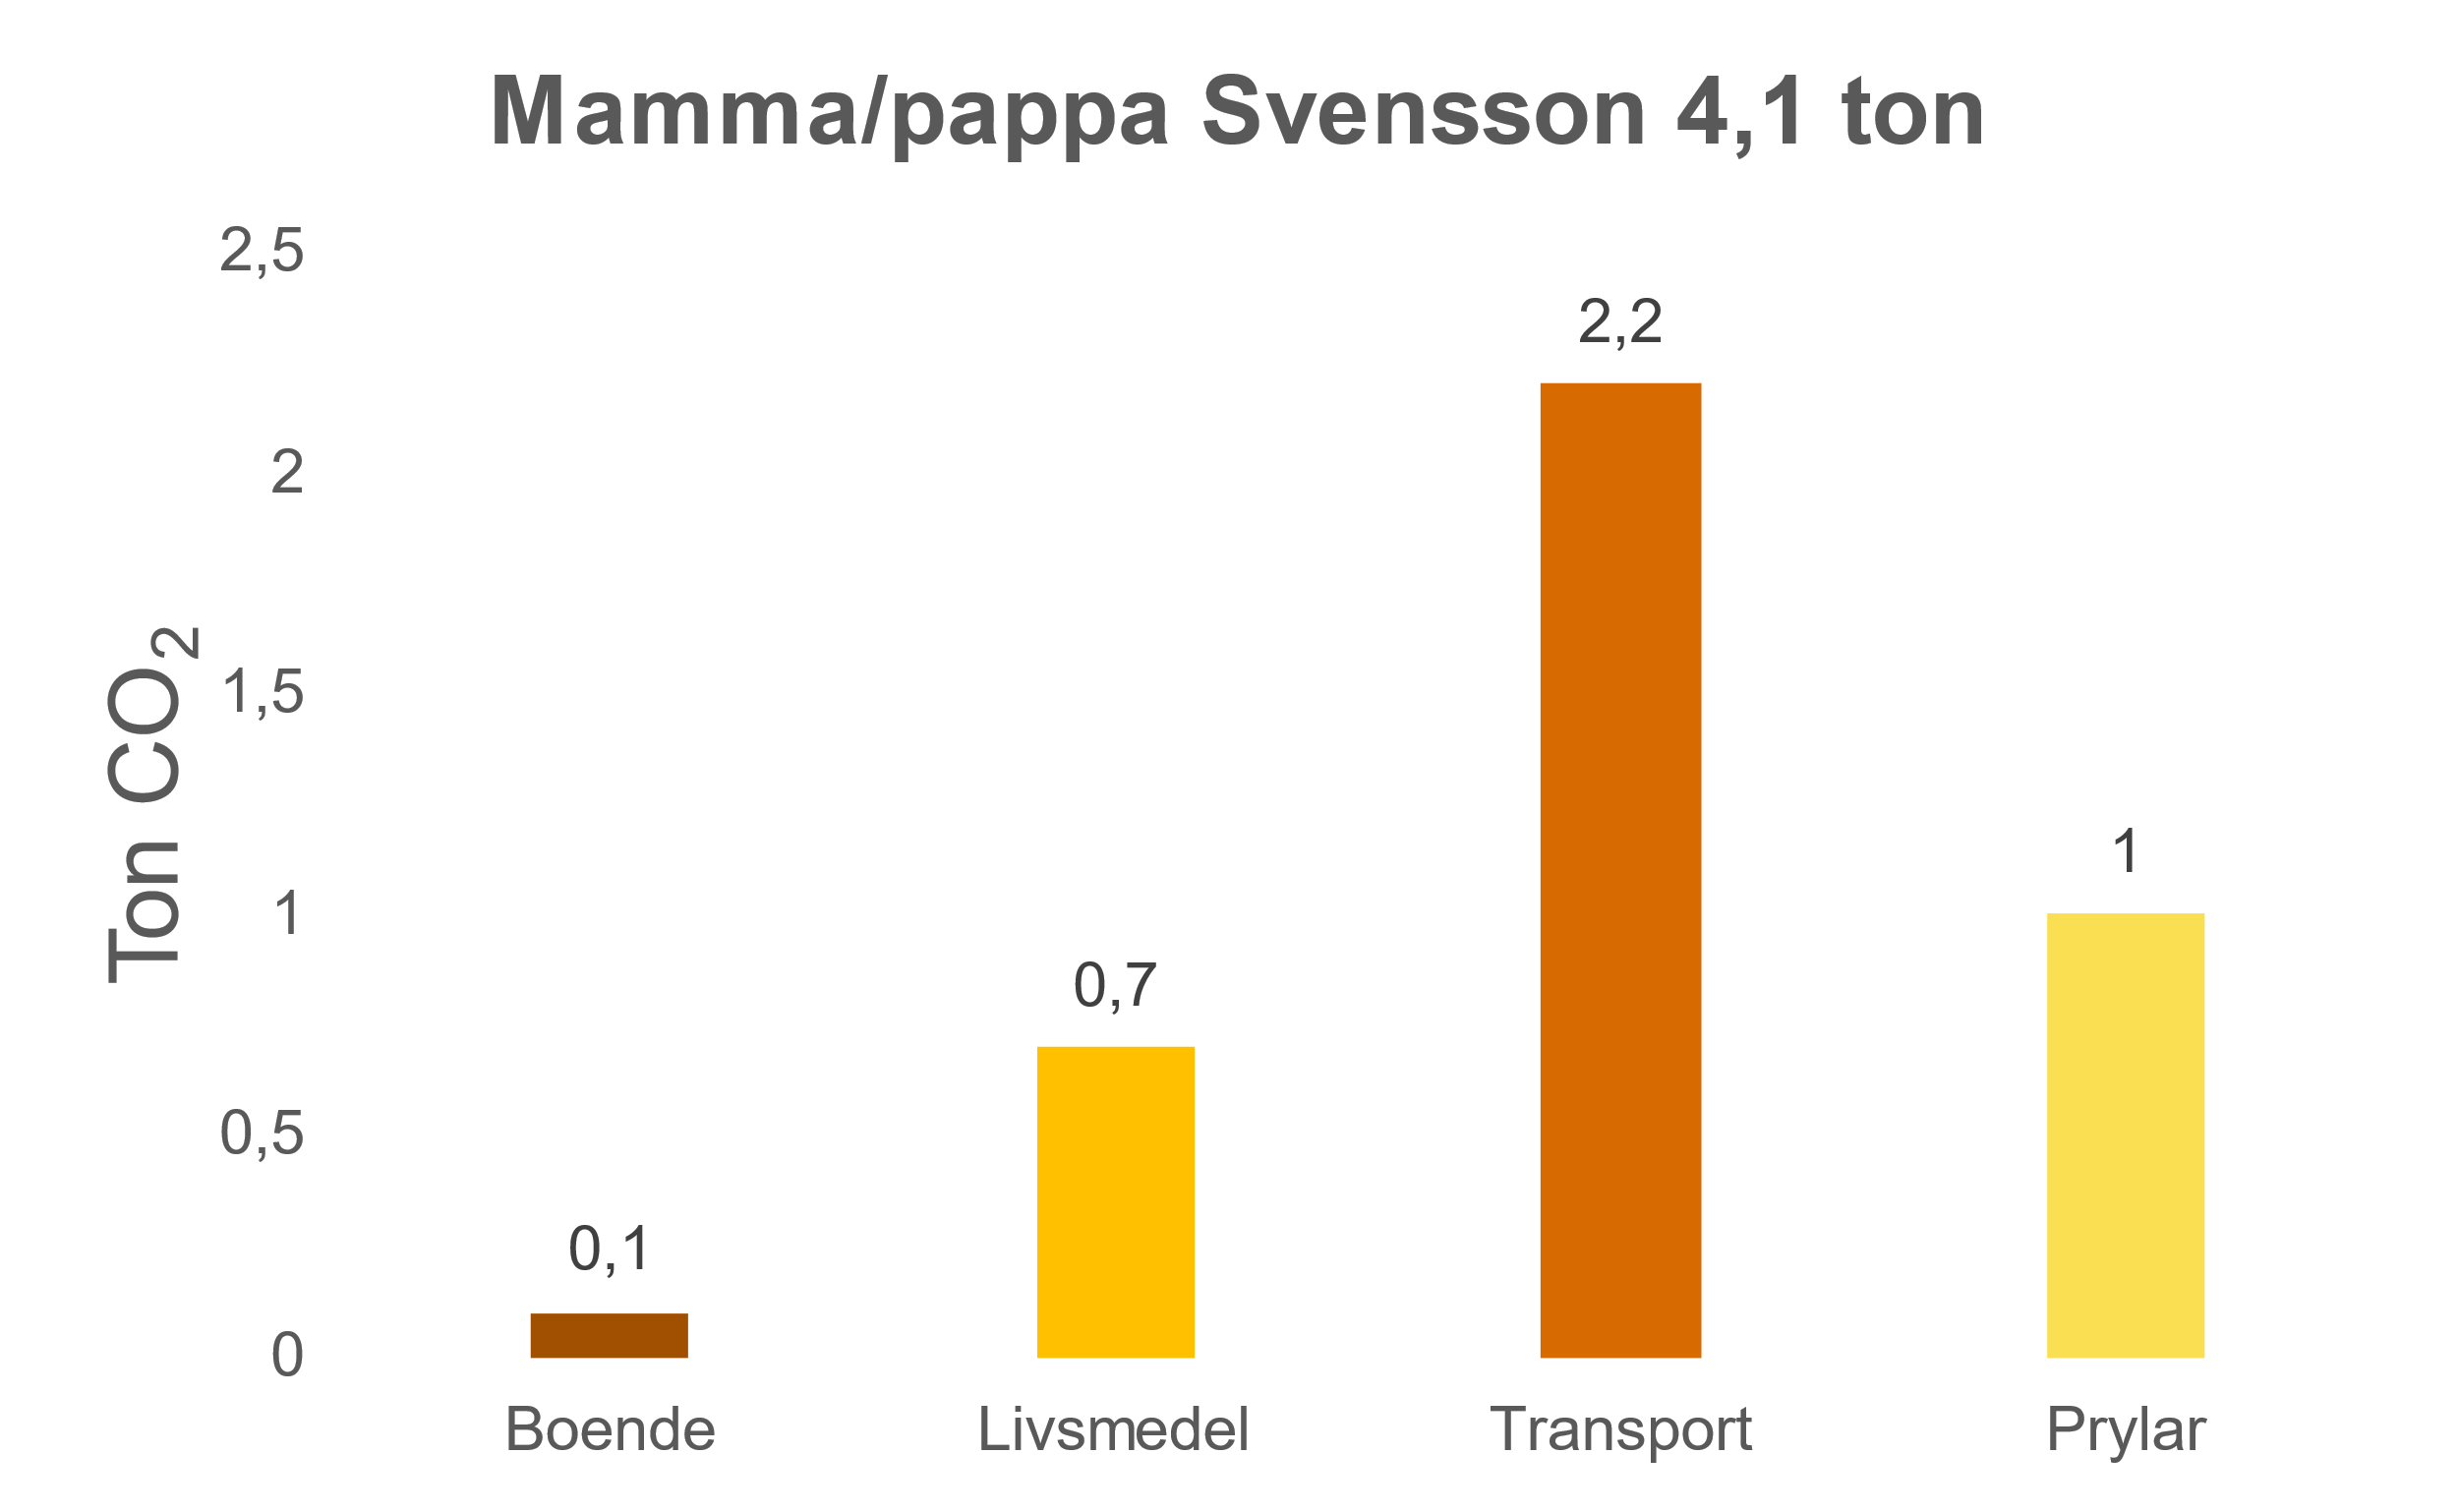 Mamma/pappa Svensson 4,1 ton
Ton CO₂
2,5
2
1,5
1
0,5
0
0,1
0,7
2,2
1
Boende
Livsmedel
Transport
Prylar